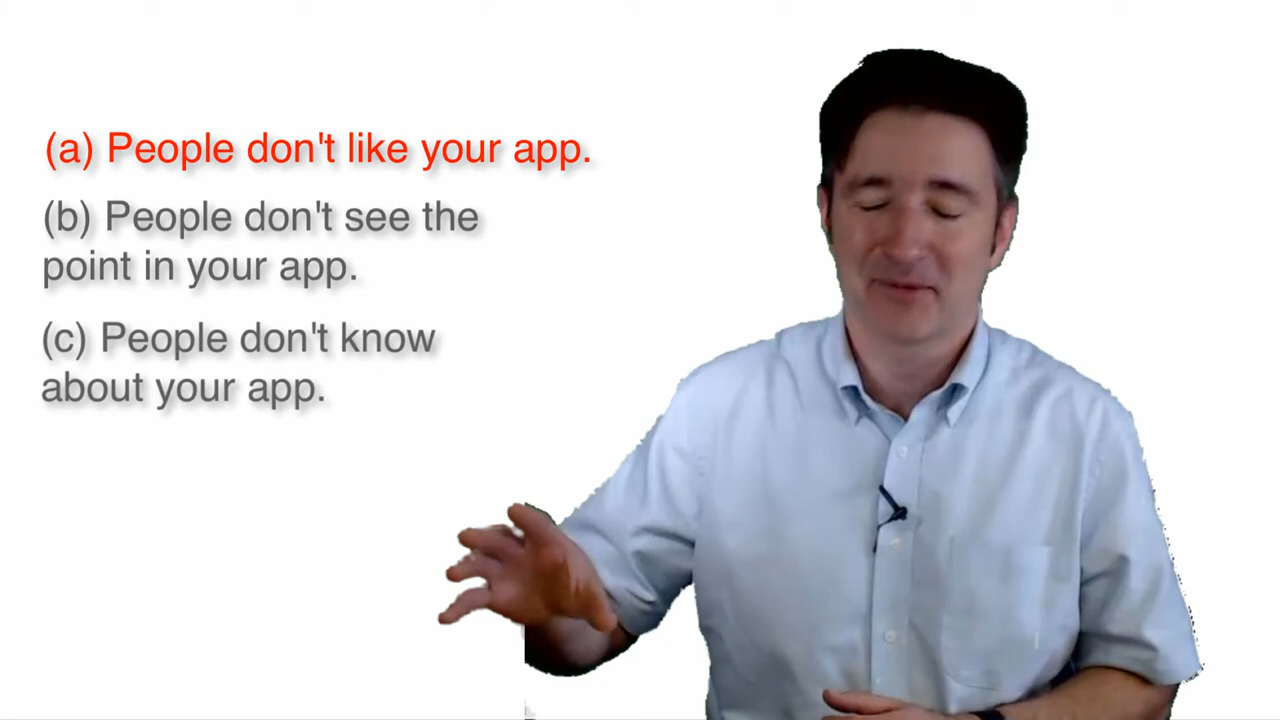 (a) People don't like your app.
(b) People don't see the
point in your app.
(c) People don't know
about your app.